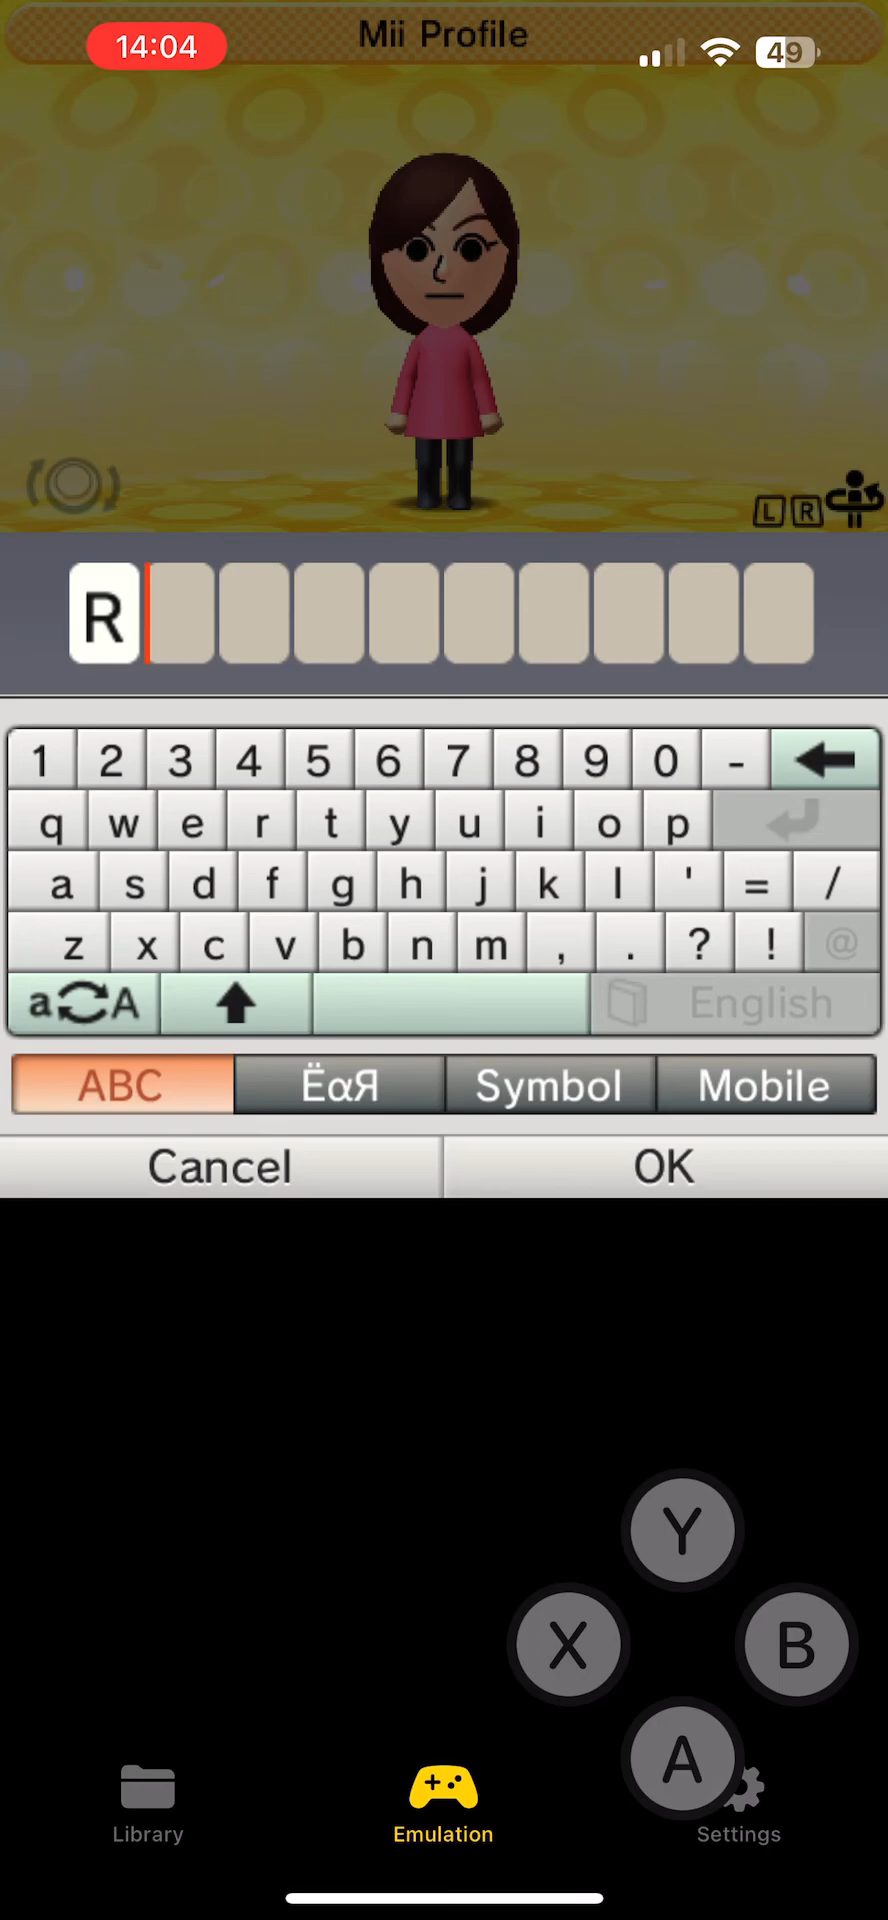 14:04
Mii Profile
49
L R
R
1 2 3 4 5 6 7 8 9 0 -
q w e r t y u i o p
a s d f g h j k l ' = /
z x c v b n m , . ? ! @
a A English
ABC ЁαЯ Symbol Mobile
Cancel OK
Y
X B
A
Library Emulation Settings